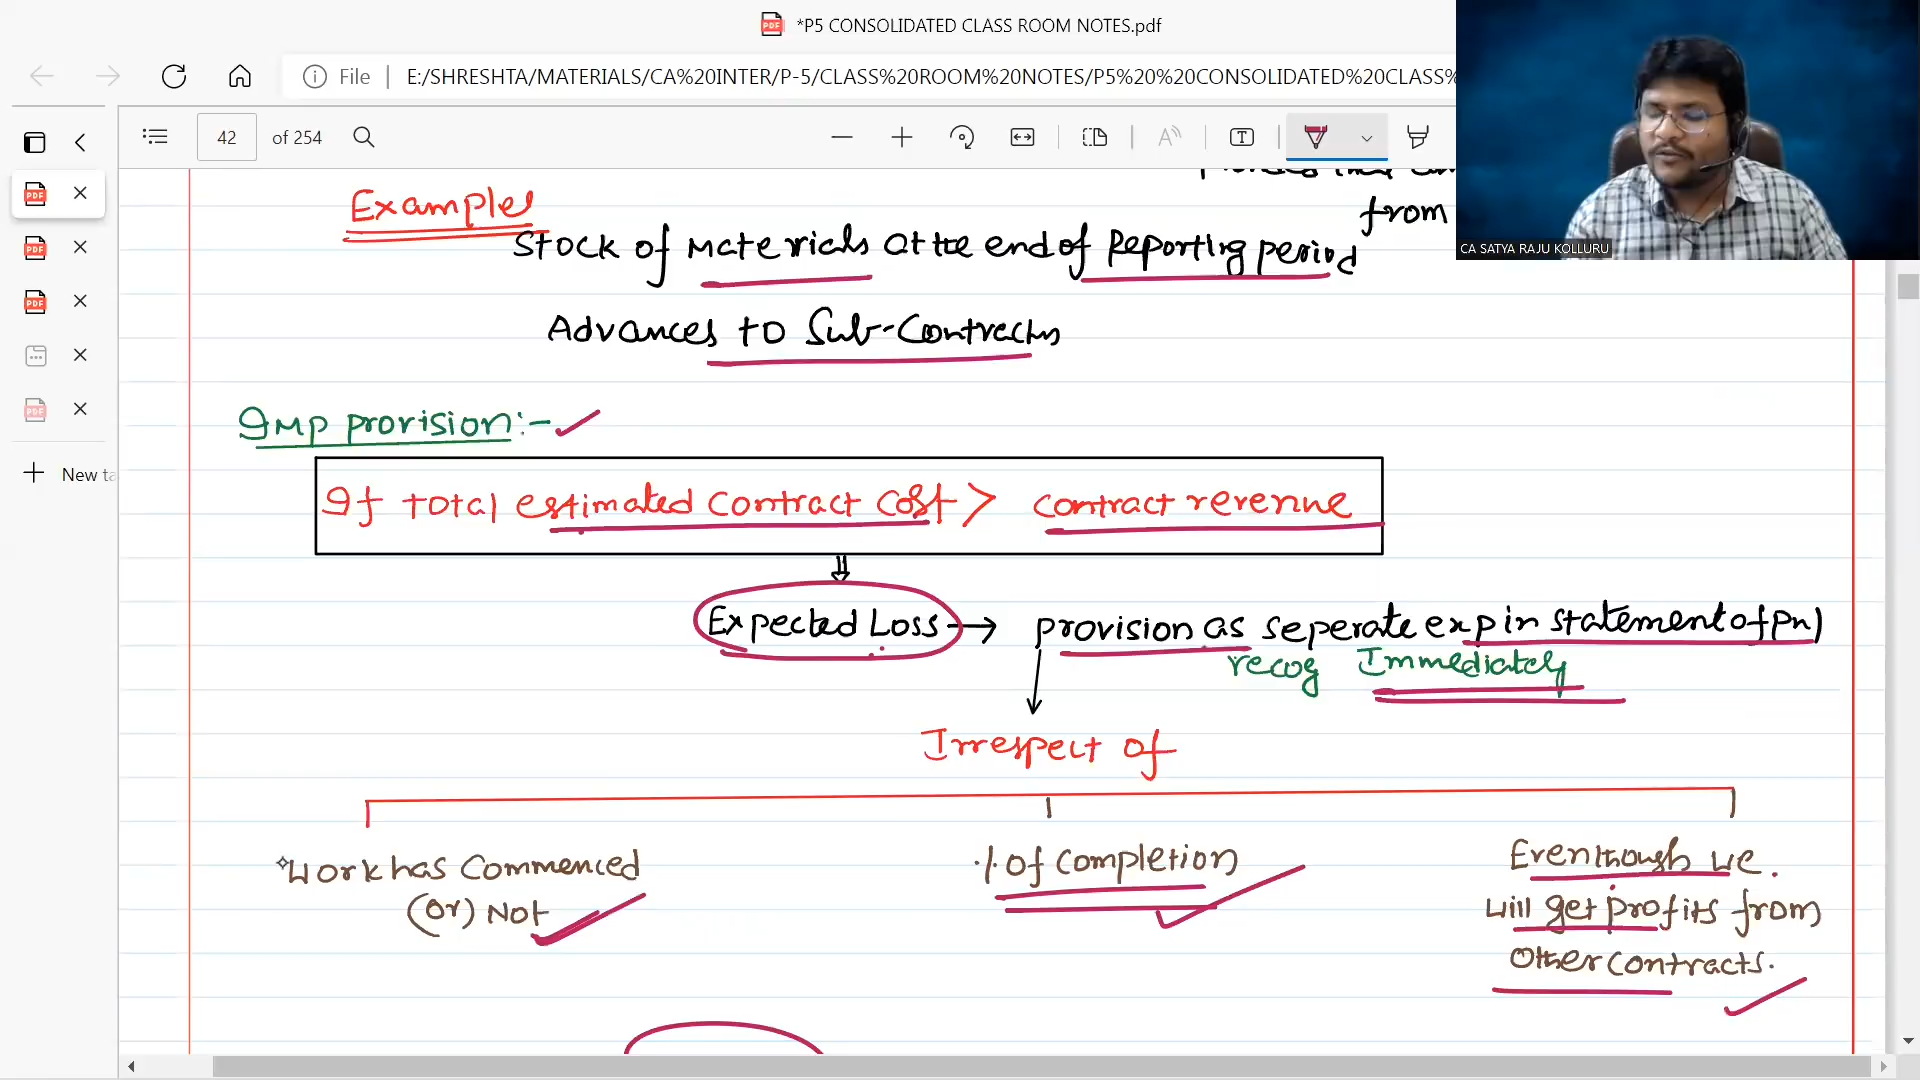 *P5 CONSOLIDATED CLASS ROOM NOTES.pdf
File E:/SHRESHTA/MATERIALS/CA%20INTER/P-5/CLASS%20ROOM%20NOTES/P5%20%20CONSOLIDATED%20CLASS%
42 of 254
CA SATYA RAJU KOLLURU
New ta
from
Examples
Stock of Materials at the end of Reporting period
Advances to Sub-Contractors
Imp provision:-
If total estimated contract cost > contract revenue
Expected Loss → provision as seperate exp in statement of pnl
recog Immediately
Irrespect of
Work has Commenced
(or) Not
% of completion
Eventhough we
will get profits from
Other contracts.